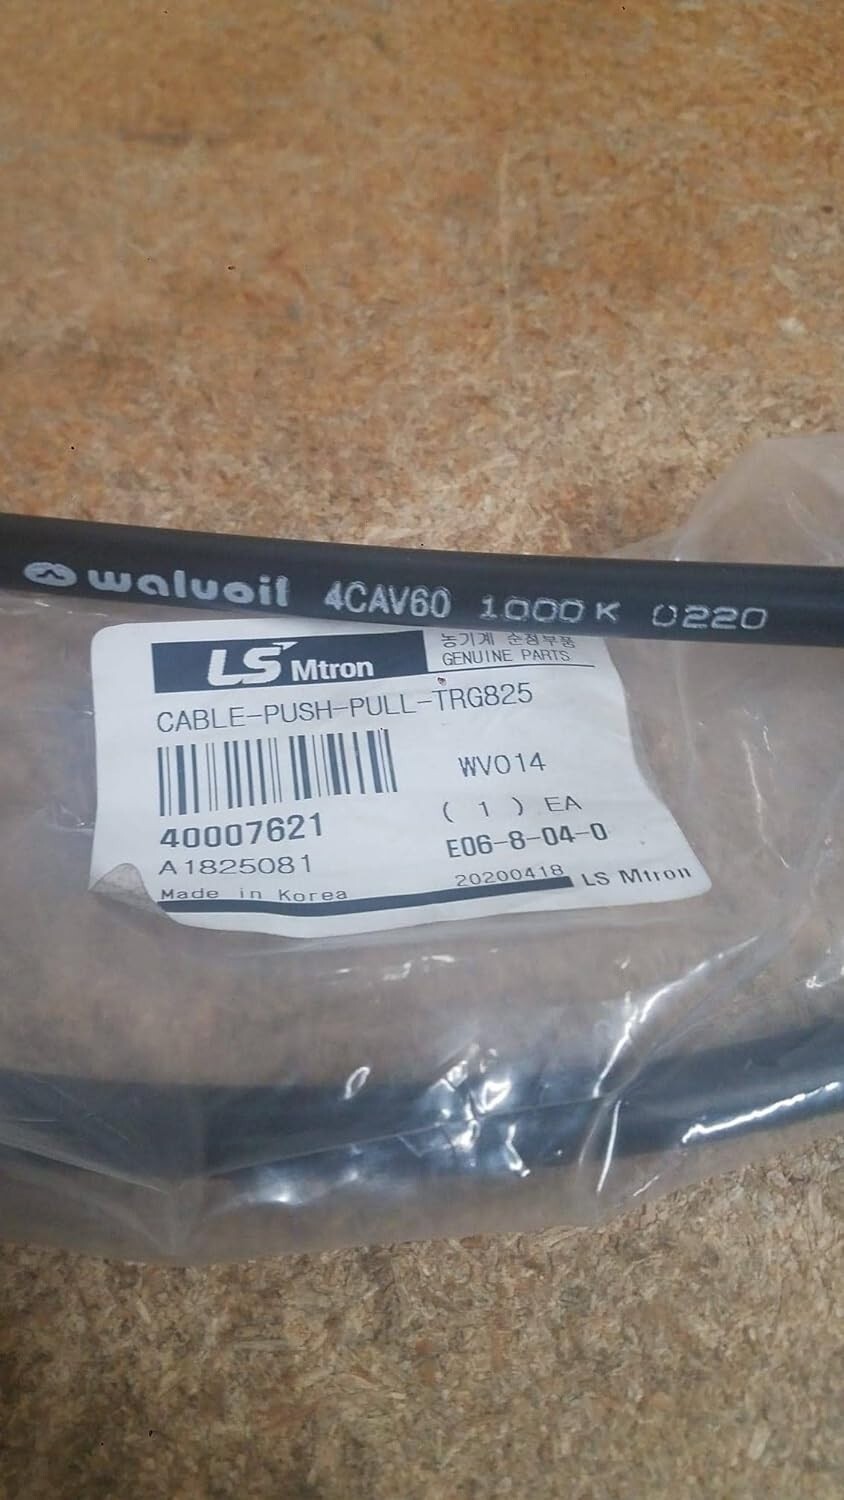 walvoil 4CAV60 1000 K 0220
LS Mtron
농기계 순정부품
GENUINE PARTS
CABLE-PUSH-PULL-TRG825
WV014
( 1 ) EA
40007621
E06-8-04-0
A1825081
20200418
LS Mtron
Made in Korea